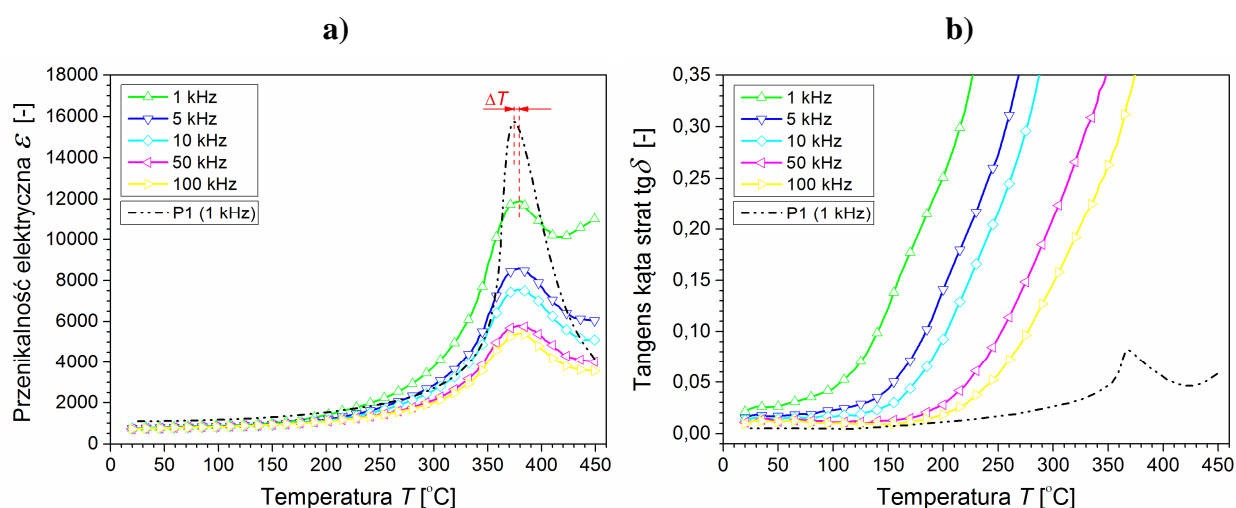 a)
Przenikalność elektryczna ε [-]
18000
16000
14000
12000
10000
8000
6000
4000
2000
0
1 kHz
5 kHz
10 kHz
50 kHz
100 kHz
P1 (1 kHz)
ΔT
0 50 100 150 200 250 300 350 400 450
Temperatura T [°C]
b)
Tangens kąta strat tgδ [-]
0,35
0,30
0,25
0,20
0,15
0,10
0,05
0,00
1 kHz
5 kHz
10 kHz
50 kHz
100 kHz
P1 (1 kHz)
0 50 100 150 200 250 300 350 400 450
Temperatura T [°C]